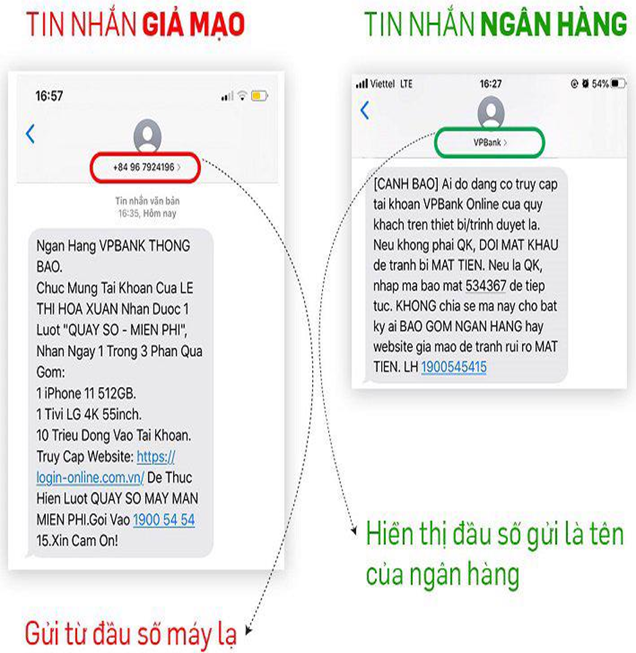 TIN NHẮN GIẢ MẠO
16:57
+84 96 7924196 >
Tin nhắn văn bản
16:35, Hôm nay
Ngan Hang VPBANK THONG
BAO.
Chuc Mung Tai Khoan Cua LE
THI HOA XUAN Nhan Duoc 1
Luot "QUAY SO - MIEN PHI",
Nhan Ngay 1 Trong 3 Phan Qua
Gom:
1 iPhone 11 512GB.
1 Tivi LG 4K 55inch.
10 Trieu Dong Vao Tai Khoan.
Truy Cap Website: https://
login-online.com.vn/ De Thuc
Hien Luot QUAY SO MAY MAN
MIEN PHI.Goi Vao 1900 54 54
15.Xin Cam On!
Gửi từ đầu số máy lạ
TIN NHẮN NGÂN HÀNG
Viettel LTE 16:27 54%
VPBank >
[CANH BAO] Ai do dang co truy cap
tai khoan VPBank Online cua quy
khach tren thiet bi/trinh duyet la.
Neu khong phai QK, DOI MAT KHAU
de tranh bi MAT TIEN. Neu la QK,
nhap ma bao mat 534367 de tiep
tuc. KHONG chia se ma nay cho bat
ky ai BAO GOM NGAN HANG hay
website gia mao de tranh rui ro MAT
TIEN. LH 1900545415
Hiển thị đầu số gửi là tên
của ngân hàng